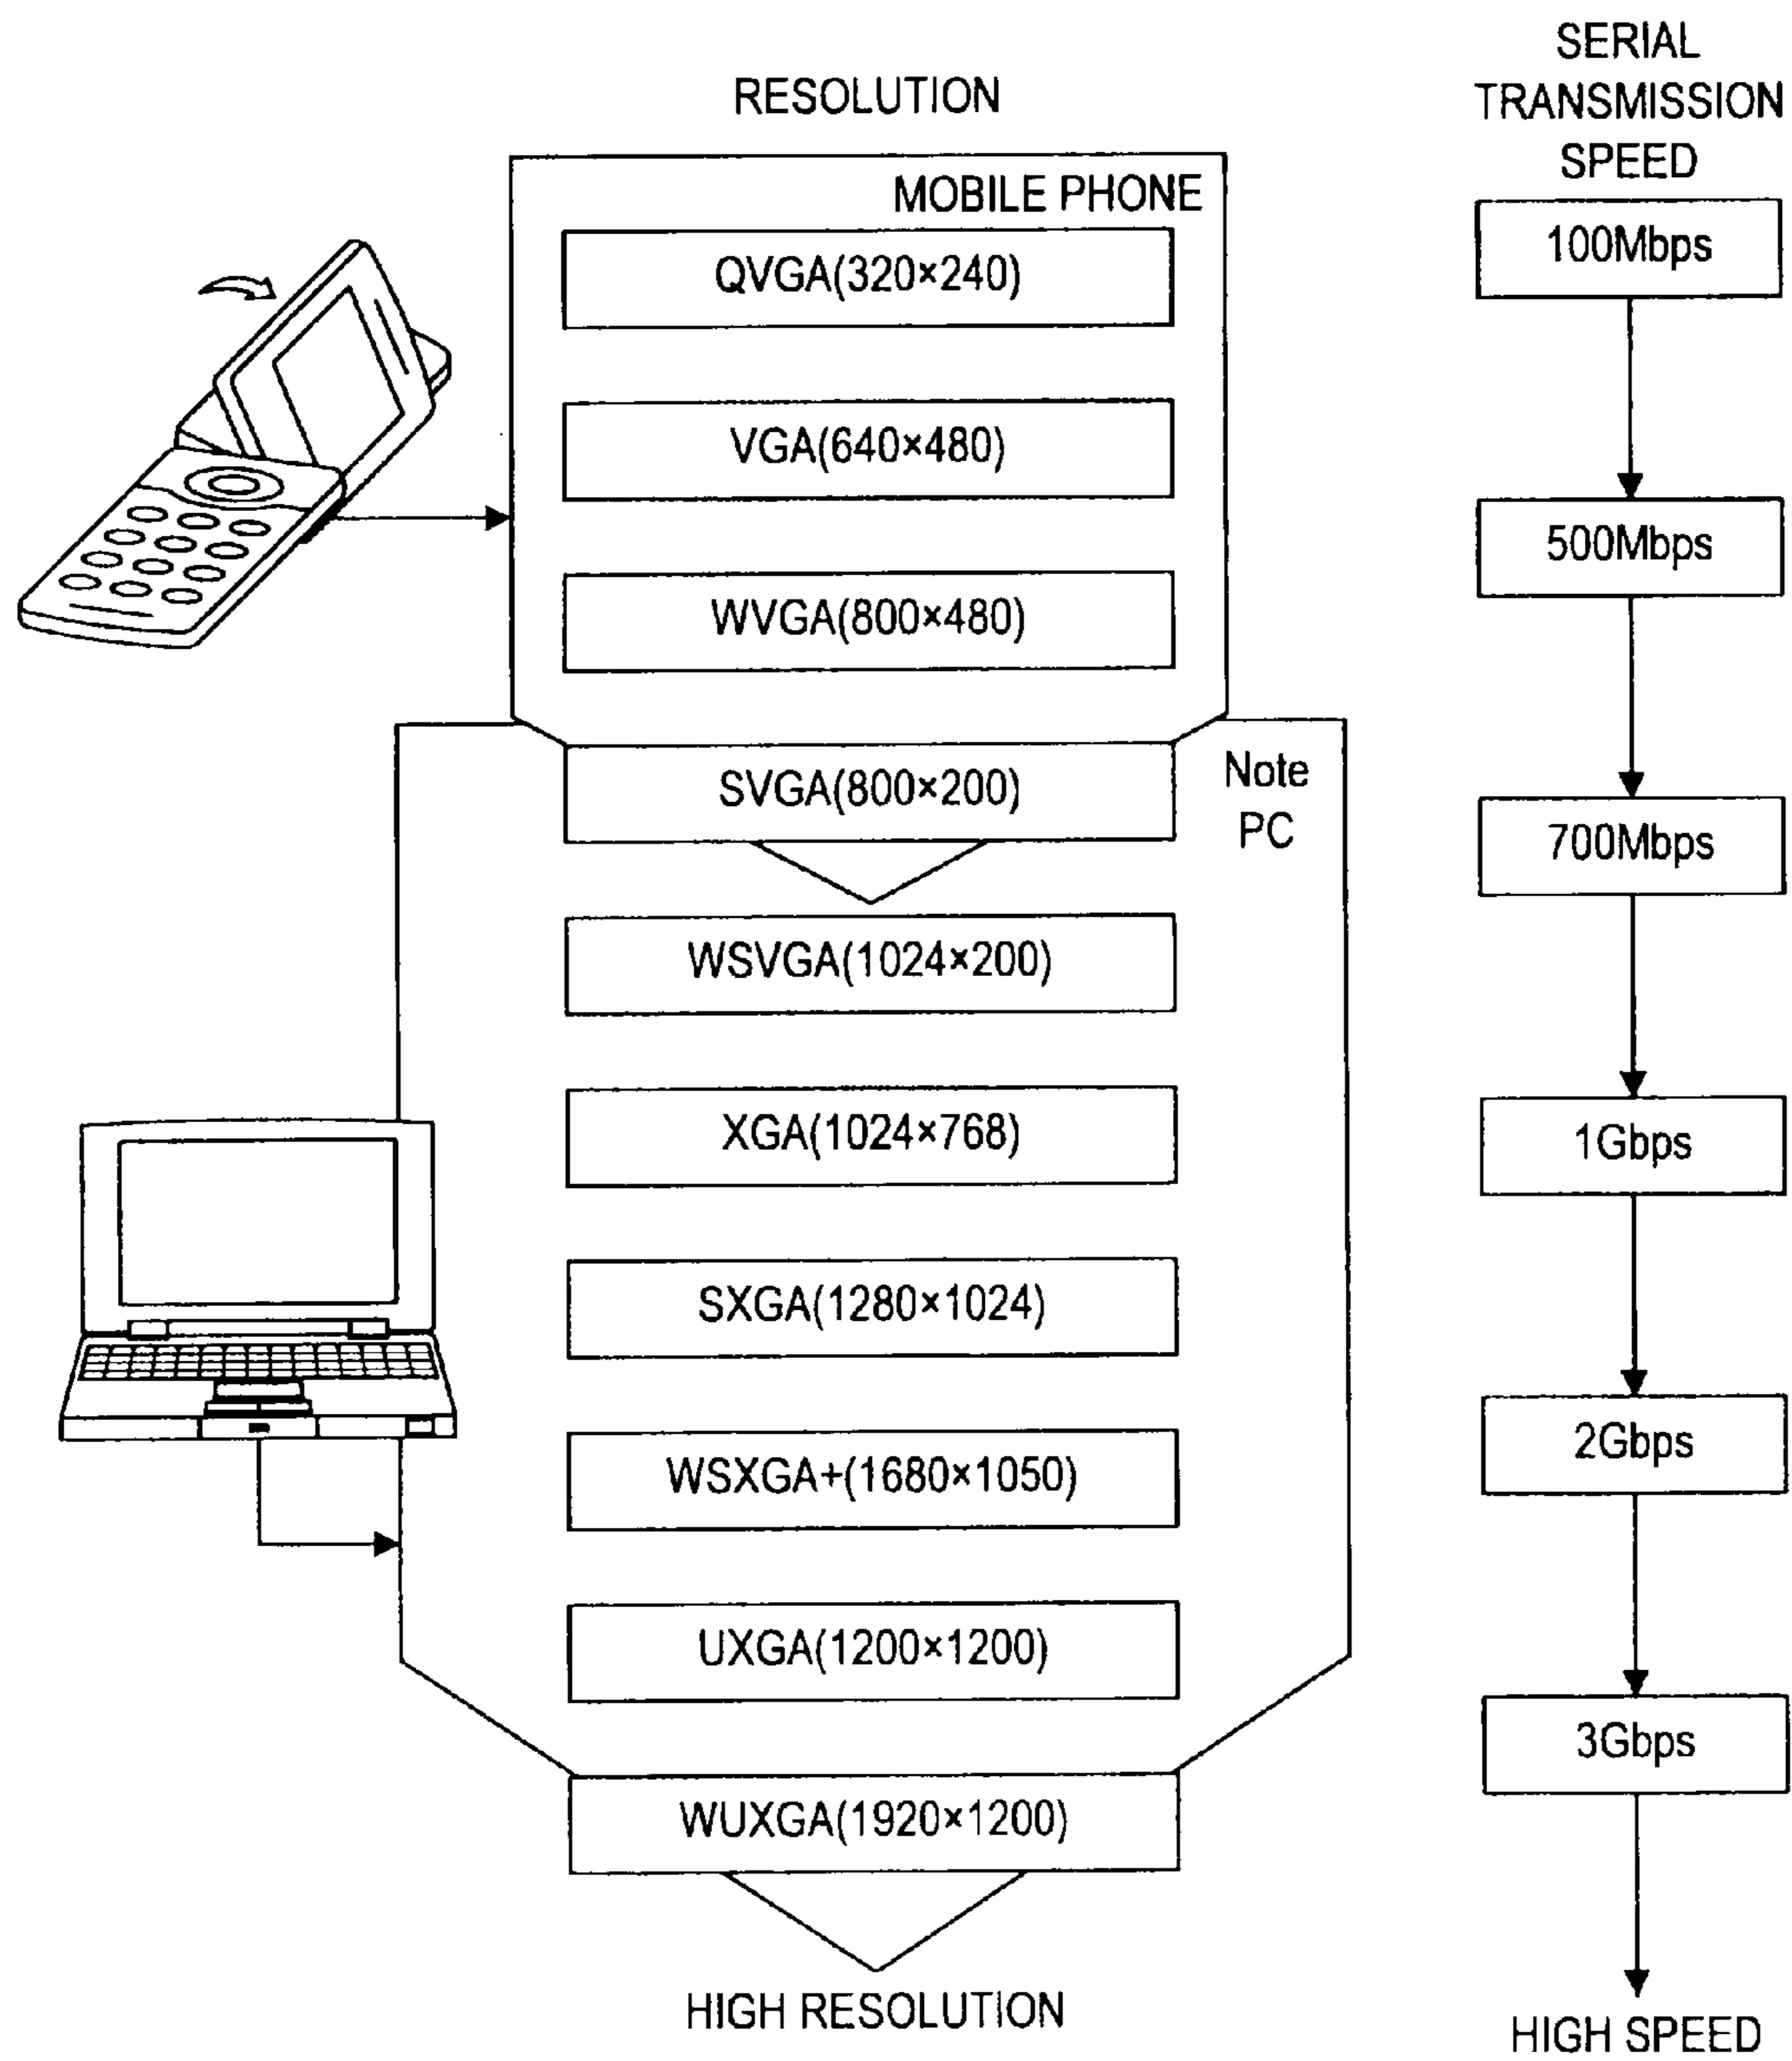 RESOLUTION
MOBILE PHONE
QVGA(320×240)
VGA(640×480)
WVGA(800×480)
SVGA(800×200)
Note
PC
WSVGA(1024×200)
XGA(1024×768)
SXGA(1280×1024)
WSXGA+(1680×1050)
UXGA(1200×1200)
WUXGA(1920×1200)
HIGH RESOLUTION
SERIAL
TRANSMISSION
SPEED
100Mbps
500Mbps
700Mbps
1Gbps
2Gbps
3Gbps
HIGH SPEED